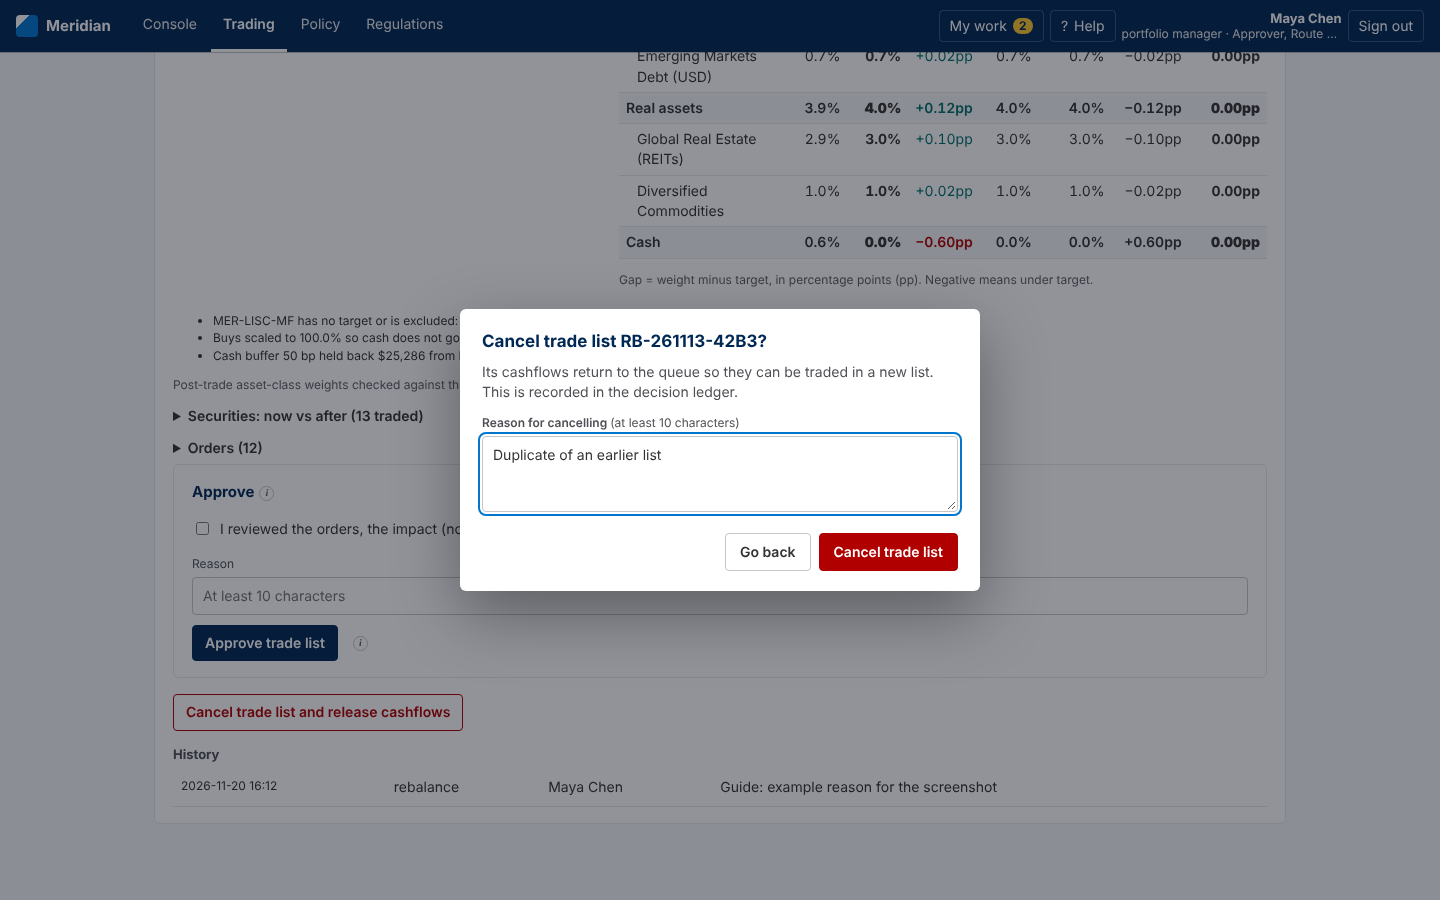 Meridian
Console
Trading
Policy
Regulations
My work 2
? Help
Maya Chen
portfolio manager · Approver, Route ...
Sign out
Emerging Markets Debt (USD) 0.7% 0.7% +0.02pp 0.7% 0.7% −0.02pp 0.00pp
Real assets 3.9% 4.0% +0.12pp 4.0% 4.0% −0.12pp 0.00pp
Global Real Estate (REITs) 2.9% 3.0% +0.10pp 3.0% 3.0% −0.10pp 0.00pp
Diversified Commodities 1.0% 1.0% +0.02pp 1.0% 1.0% −0.02pp 0.00pp
Cash 0.6% 0.0% −0.60pp 0.0% 0.0% +0.60pp 0.00pp
Gap = weight minus target, in percentage points (pp). Negative means under target.
• MER-LISC-MF has no target or is excluded:
• Buys scaled to 100.0% so cash does not go
• Cash buffer 50 bp held back $25,286 from
Post-trade asset-class weights checked against
Securities: now vs after (13 traded)
Orders (12)
Approve i
I reviewed the orders, the impact
Reason
At least 10 characters
Approve trade list i
Cancel trade list and release cashflows
History
2026-11-20 16:12 rebalance Maya Chen Guide: example reason for the screenshot
Cancel trade list RB-261113-42B3?
Its cashflows return to the queue so they can be traded in a new list.
This is recorded in the decision ledger.
Reason for cancelling (at least 10 characters)
Duplicate of an earlier list
Go back
Cancel trade list